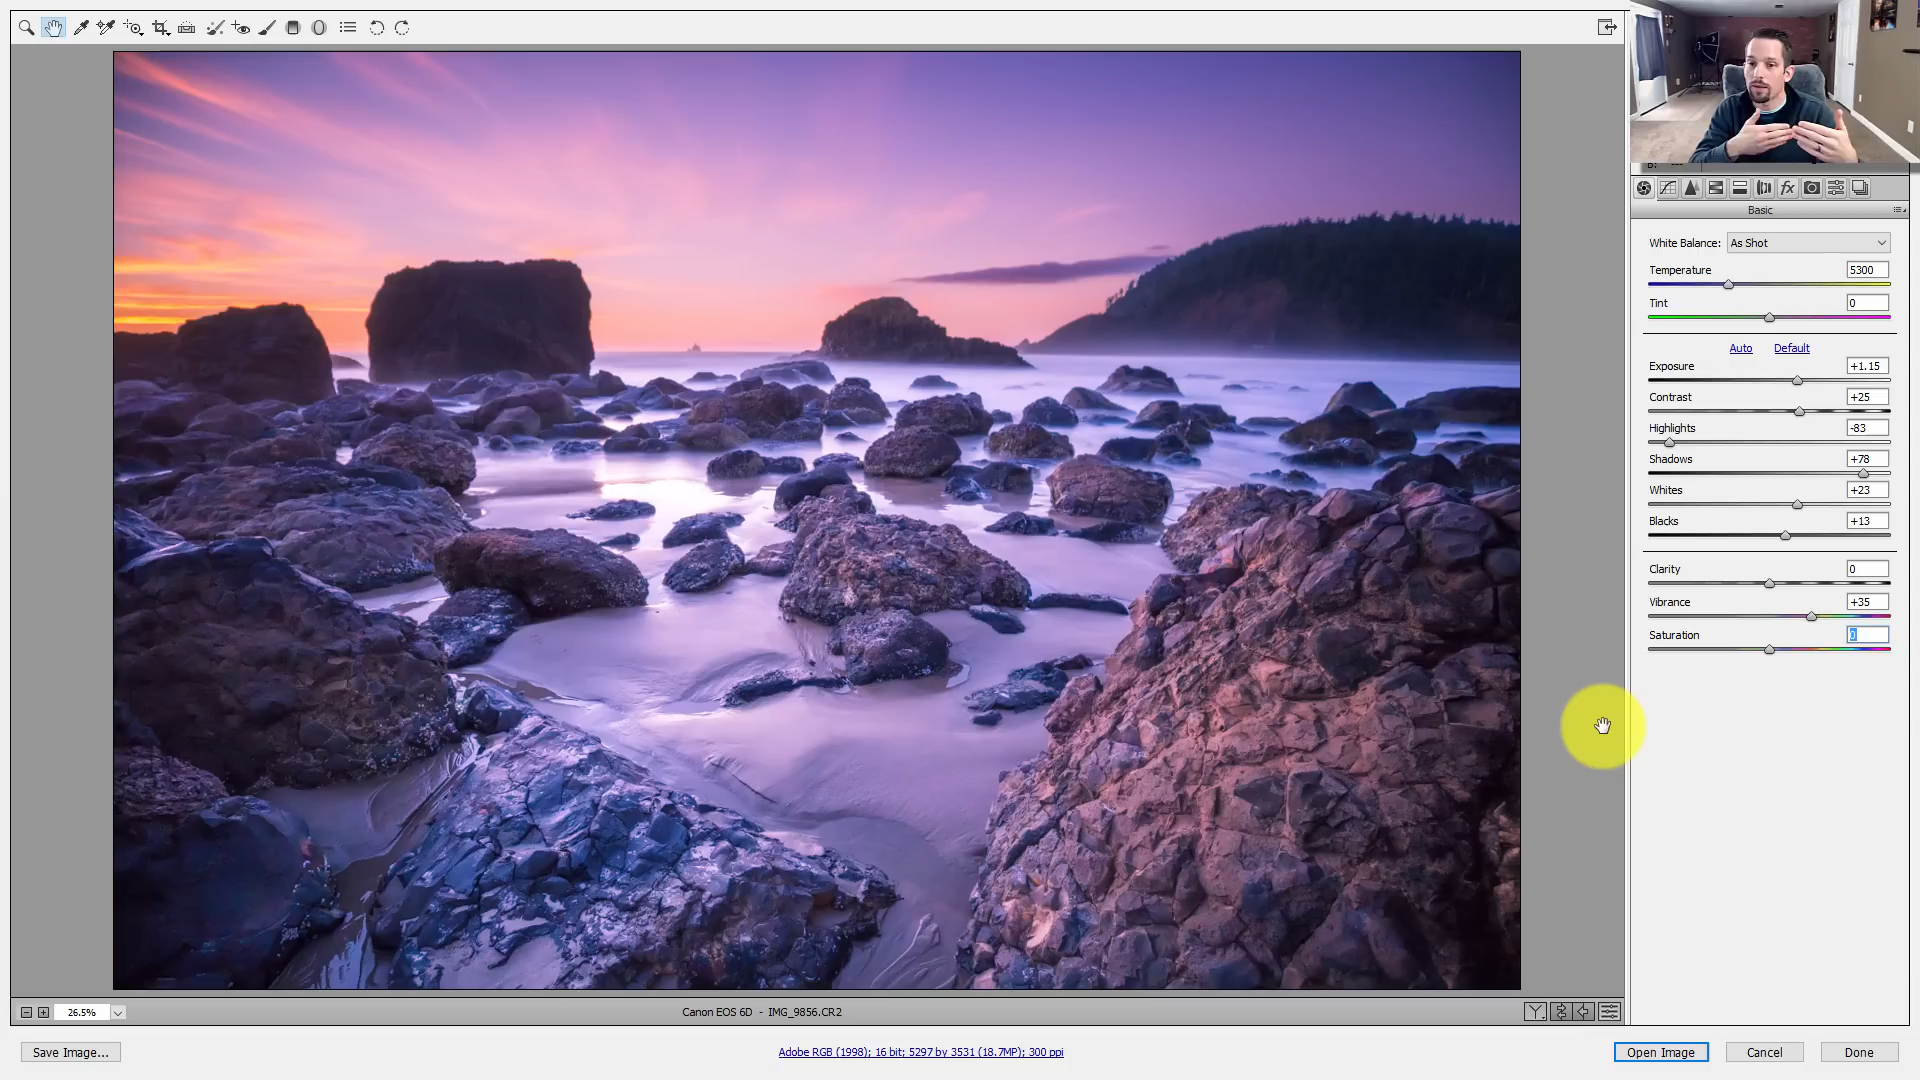 fx
Basic
White Balance: As Shot
Temperature 5300
Tint 0
Auto Default
Exposure +1.15
Contrast +25
Highlights -83
Shadows +78
Whites +23
Blacks +13
Clarity 0
Vibrance +35
Saturation 0
26.5%
Canon EOS 6D - IMG_9856.CR2
Y
Save Image...
Adobe RGB (1998); 16 bit; 5297 by 3531 (18.7MP); 300 ppi
Open Image
Cancel
Done